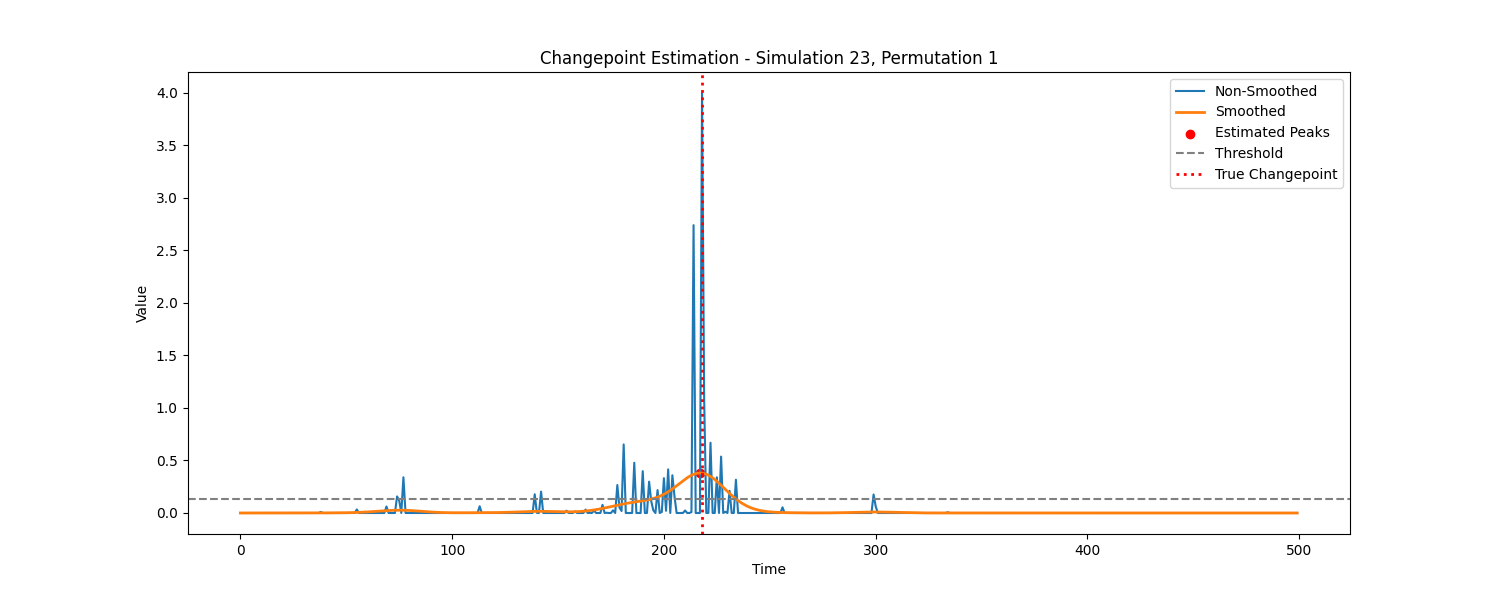 Changepoint Estimation - Simulation 23, Permutation 1
Value
4.0
3.5
3.0
2.5
2.0
1.5
1.0
0.5
0.0
Non-Smoothed
Smoothed
Estimated Peaks
Threshold
True Changepoint
0 100 200 300 400 500
Time